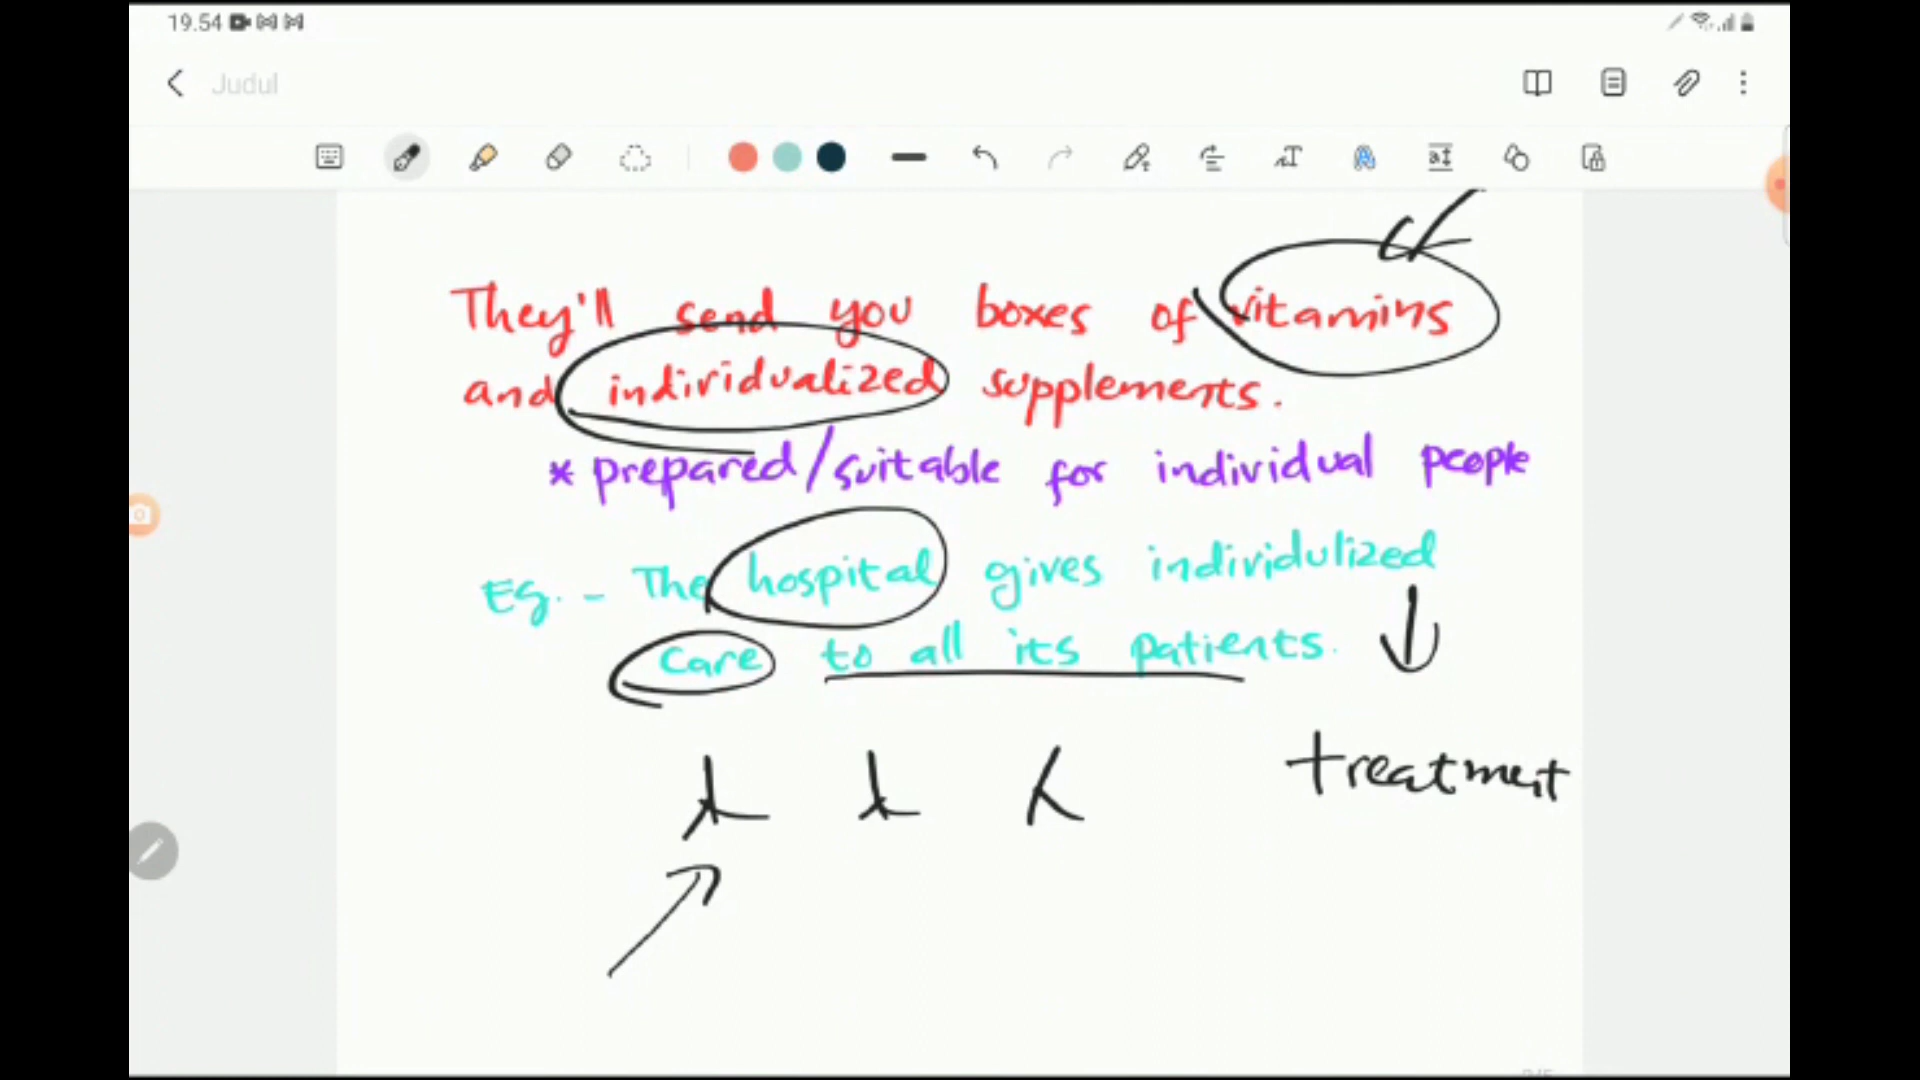 19.54
Judul
They'll send you boxes of vitamins
and individualized supplements.
* prepared/suitable for individual people
EG. - The hospital gives individulized
care to all its patients.
treatment